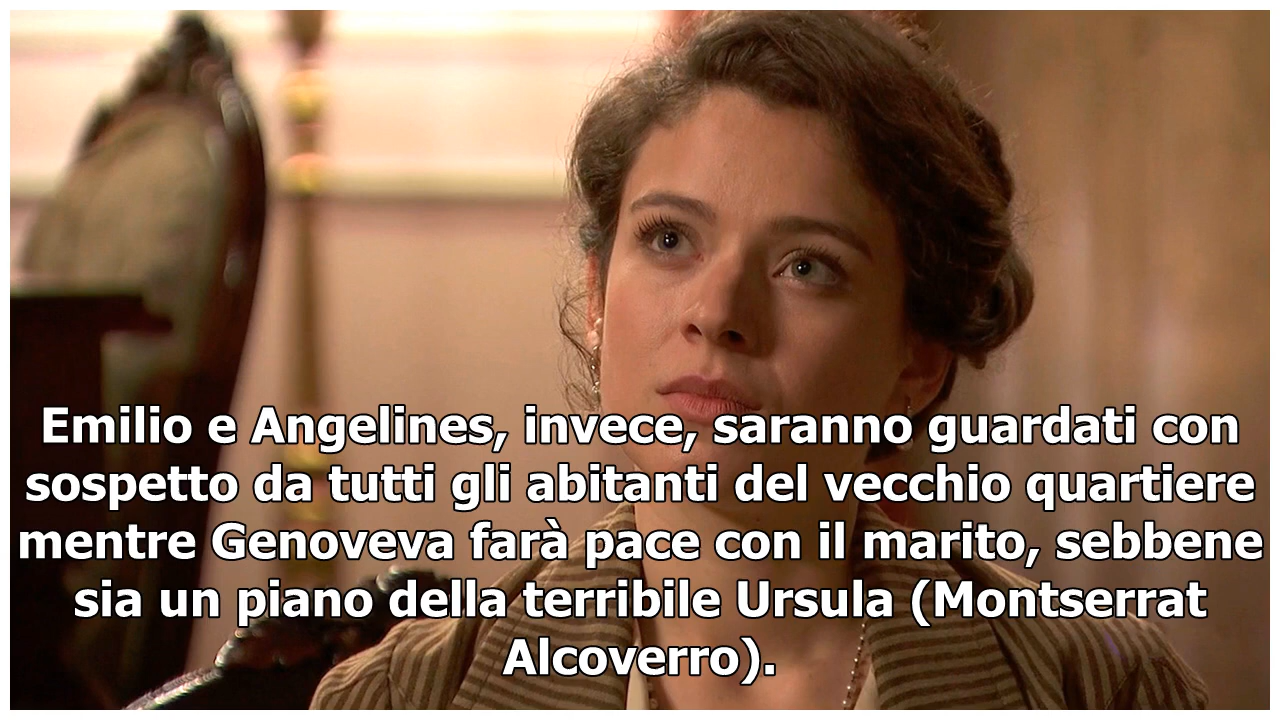 Emilio e Angelines, invece, saranno guardati con
sospetto da tutti gli abitanti del vecchio quartiere
mentre Genoveva farà pace con il marito, sebbene
sia un piano della terribile Ursula (Montserrat
Alcoverro).